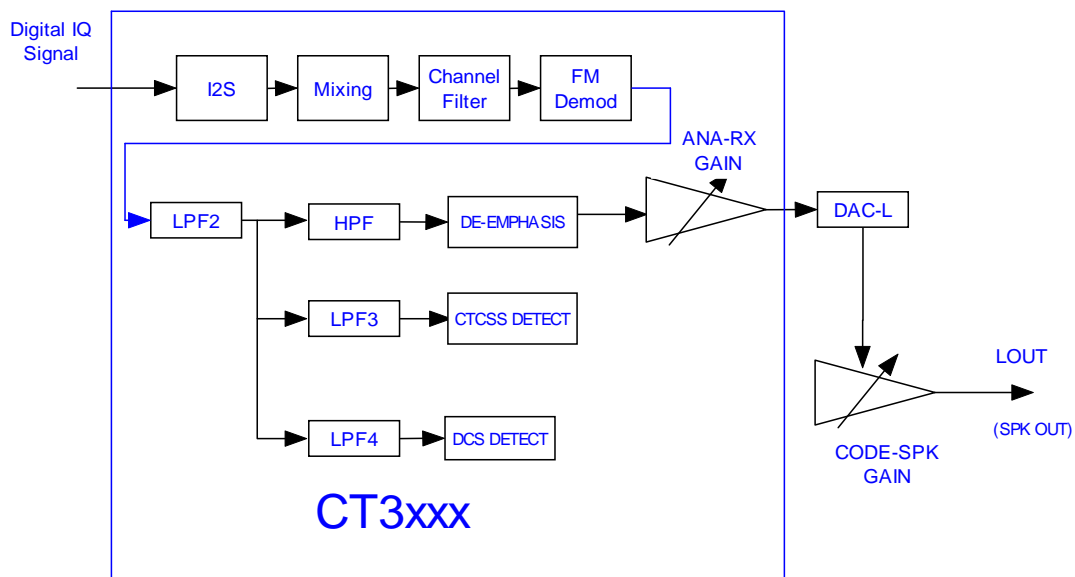 Digital IQ
Signal
I2S
Mixing
Channel
Filter
FM
Demod
ANA-RX
GAIN
LPF2
HPF
DE-EMPHASIS
DAC-L
LPF3
CTCSS DETECT
LOUT
LPF4
DCS DETECT
(SPK OUT)
CODE-SPK
GAIN
CT3xxx